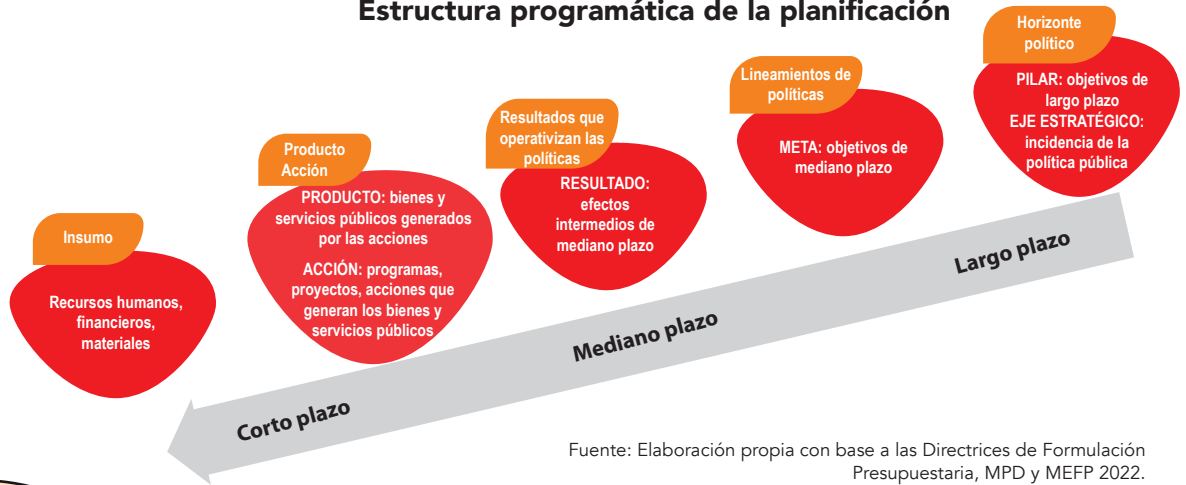 Estructura programática de la planificación
Horizonte
político
PILAR: objetivos de
largo plazo
EJE ESTRATÉGICO:
incidencia de la
política pública
Lineamientos de
políticas
META: objetivos de
mediano plazo
Resultados que
operativizan las
políticas
RESULTADO:
efectos
intermedios de
mediano plazo
Producto
Acción
PRODUCTO: bienes y
servicios públicos generados
por las acciones
ACCIÓN: programas,
proyectos, acciones que
generan los bienes y
servicios públicos
Insumo
Recursos humanos,
financieros,
materiales
Largo plazo
Mediano plazo
Corto plazo
Fuente: Elaboración propia con base a las Directrices de Formulación
Presupuestaria, MPD y MEFP 2022.